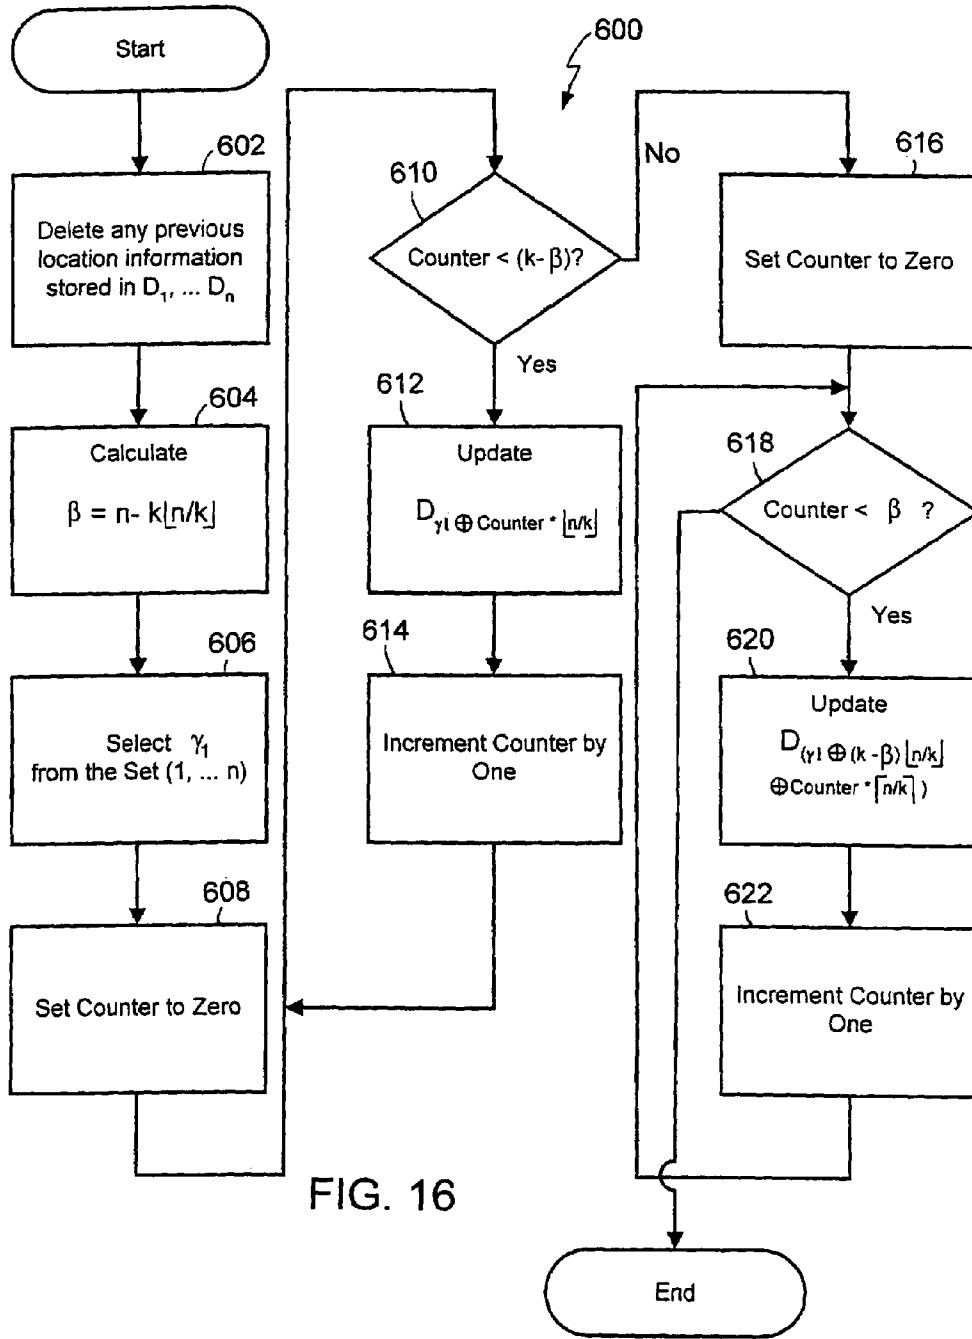 Start
602
Delete any previous
location information
stored in D1, ... Dn
604
Calculate
β = n- k⌊n/k⌋
606
Select γ1
from the Set (1, ... n)
608
Set Counter to Zero
600
610
Counter < (k- β)?
Yes
No
612
Update
Dγ1 ⊕ Counter * ⌊n/k⌋
614
Increment Counter by
One
616
Set Counter to Zero
618
Counter < β ?
Yes
620
Update
D(γ1 ⊕ (k -β) ⌊n/k⌋
⊕Counter * ⌈n/k⌉ )
622
Increment Counter by
One
End
FIG. 16